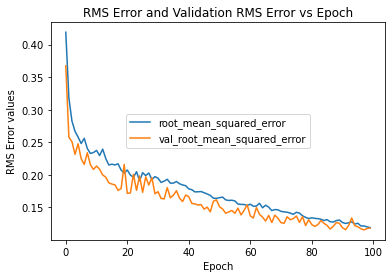 RMS Error and Validation RMS Error vs Epoch
RMS Error values
0.40
0.35
0.30
0.25
0.20
0.15
root_mean_squared_error
val_root_mean_squared_error
0 20 40 60 80 100
Epoch